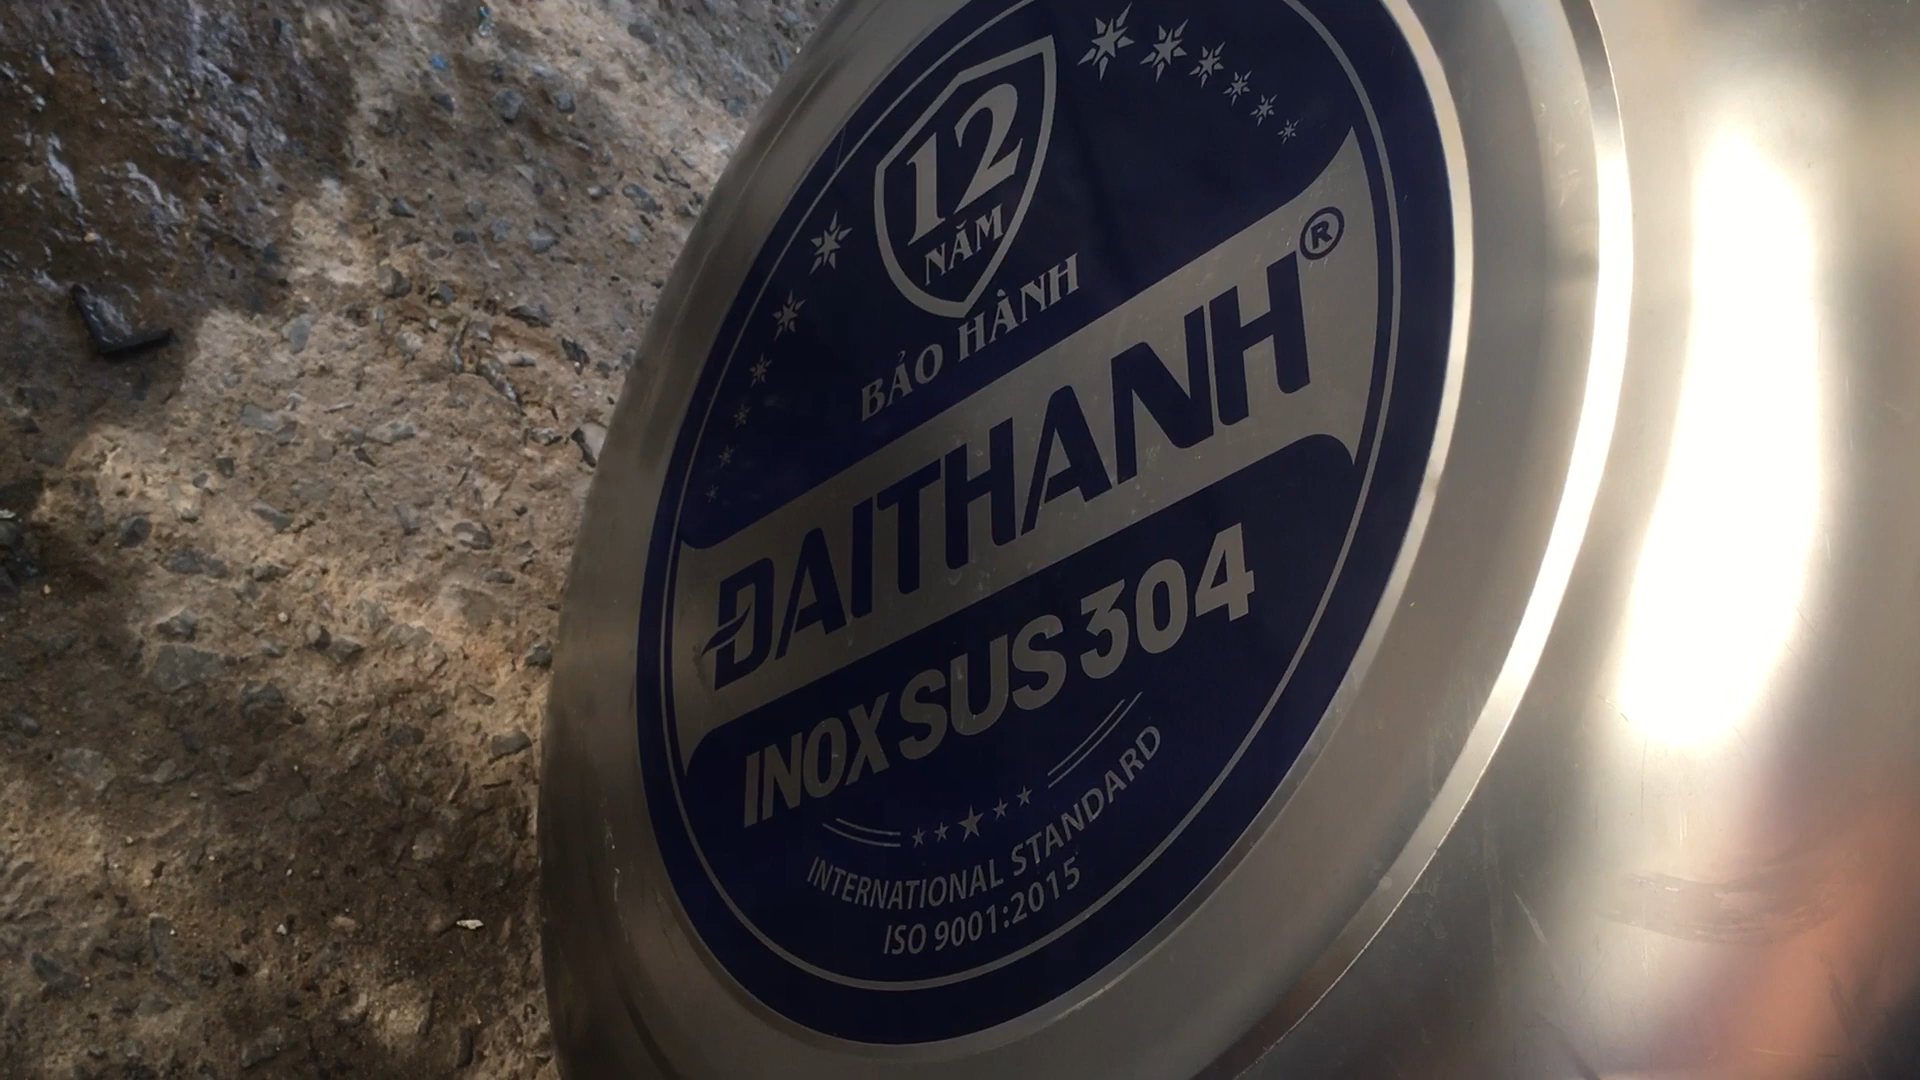 12
NĂM
BẢO HÀNH
ĐAITHANH®
INOX SUS 304
INTERNATIONAL STANDARD
ISO 9001:2015